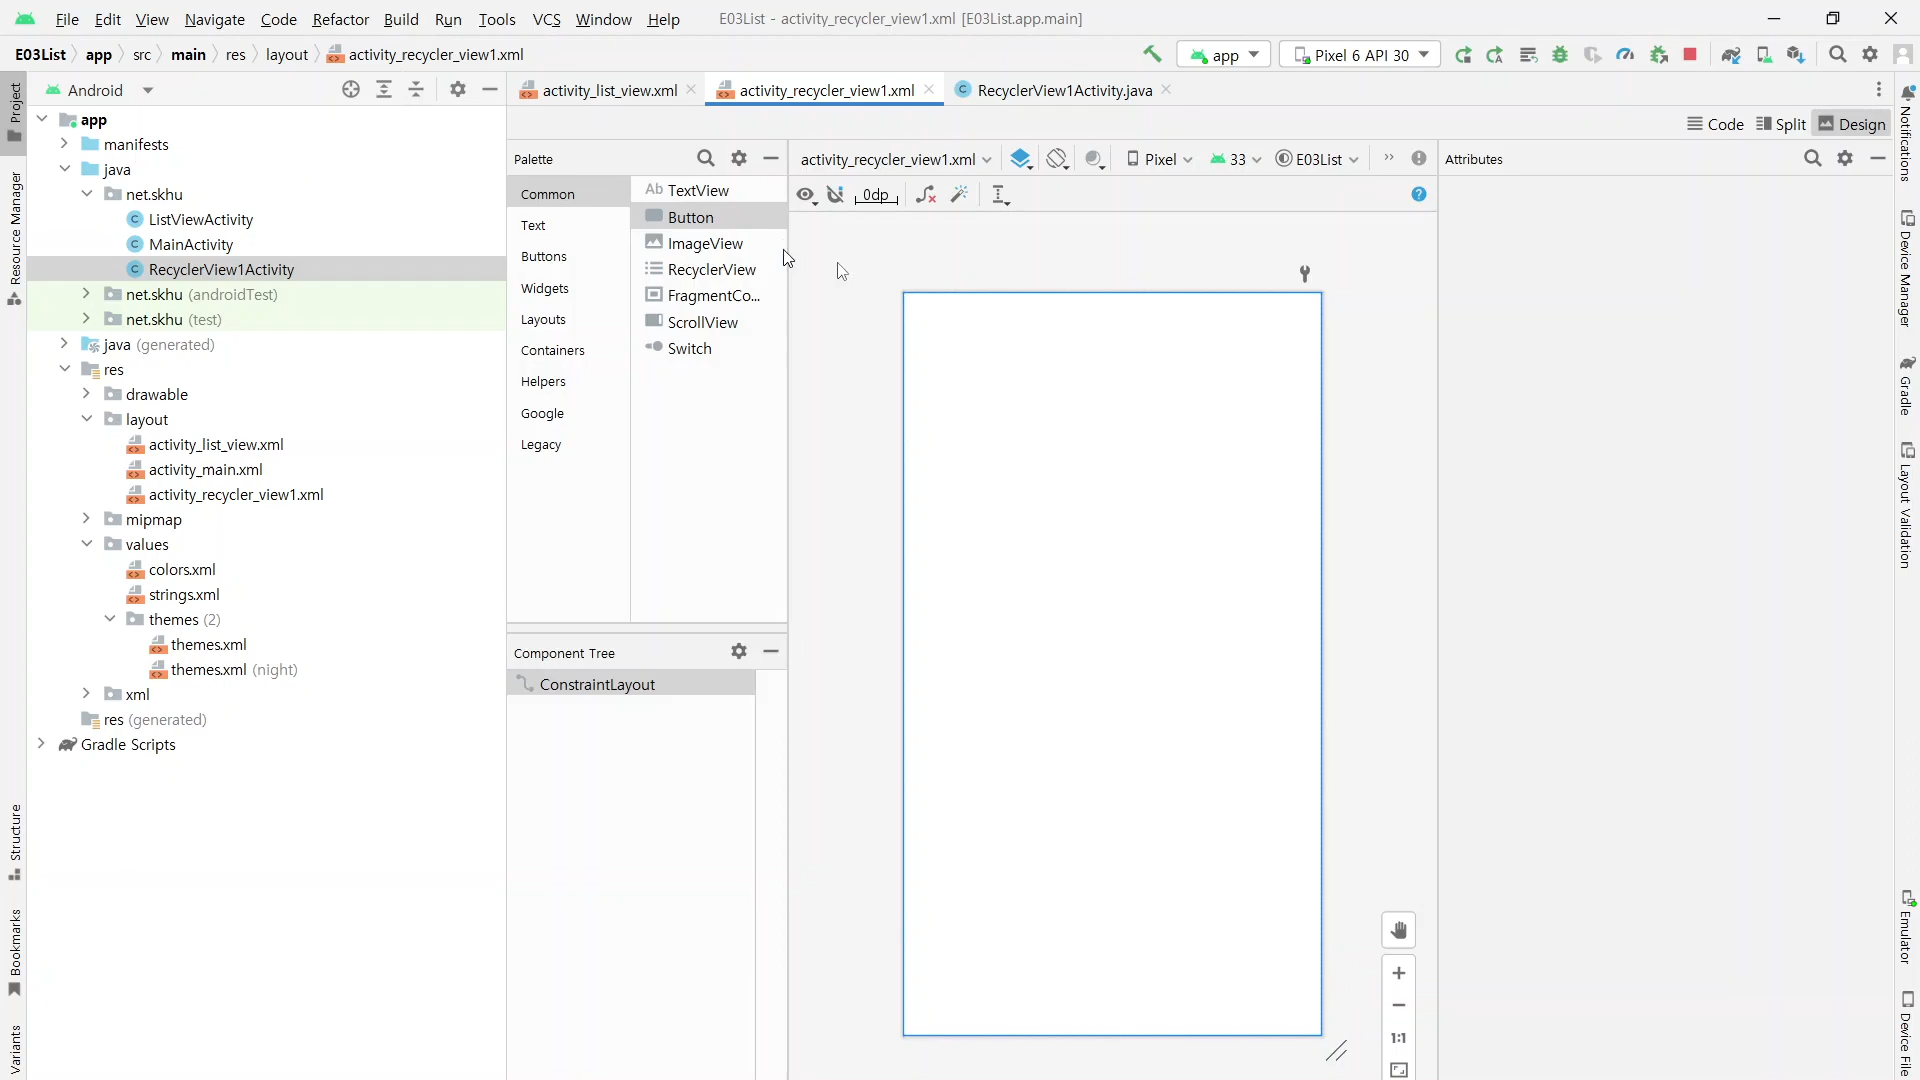 File Edit View Navigate Code Refactor Build Run Tools VCS Window Help E03List - activity_recycler_view1.xml [E03List.app.main]
E03List app src main res layout activity_recycler_view1.xml
app Pixel 6 API 30
Project
Resource Manager
Structure
Bookmarks
Variants
Android
app
manifests
java
net.skhu
ListViewActivity
MainActivity
RecyclerView1Activity
net.skhu (androidTest)
net.skhu (test)
java (generated)
res
drawable
layout
activity_list_view.xml
activity_main.xml
activity_recycler_view1.xml
mipmap
values
colors.xml
strings.xml
themes (2)
themes.xml
themes.xml (night)
xml
res (generated)
Gradle Scripts
activity_list_view.xml activity_recycler_view1.xml RecyclerView1Activity.java
Code Split Design
Palette
Common
Text
Buttons
Widgets
Layouts
Containers
Helpers
Google
Legacy
Ab TextView
Button
ImageView
RecyclerView
FragmentCo...
ScrollView
Switch
Component Tree
ConstraintLayout
activity_recycler_view1.xml Pixel 33 E03List
0dp
1:1
Attributes
Notifications
Device Manager
Gradle
Layout Validation
Emulator
Device File